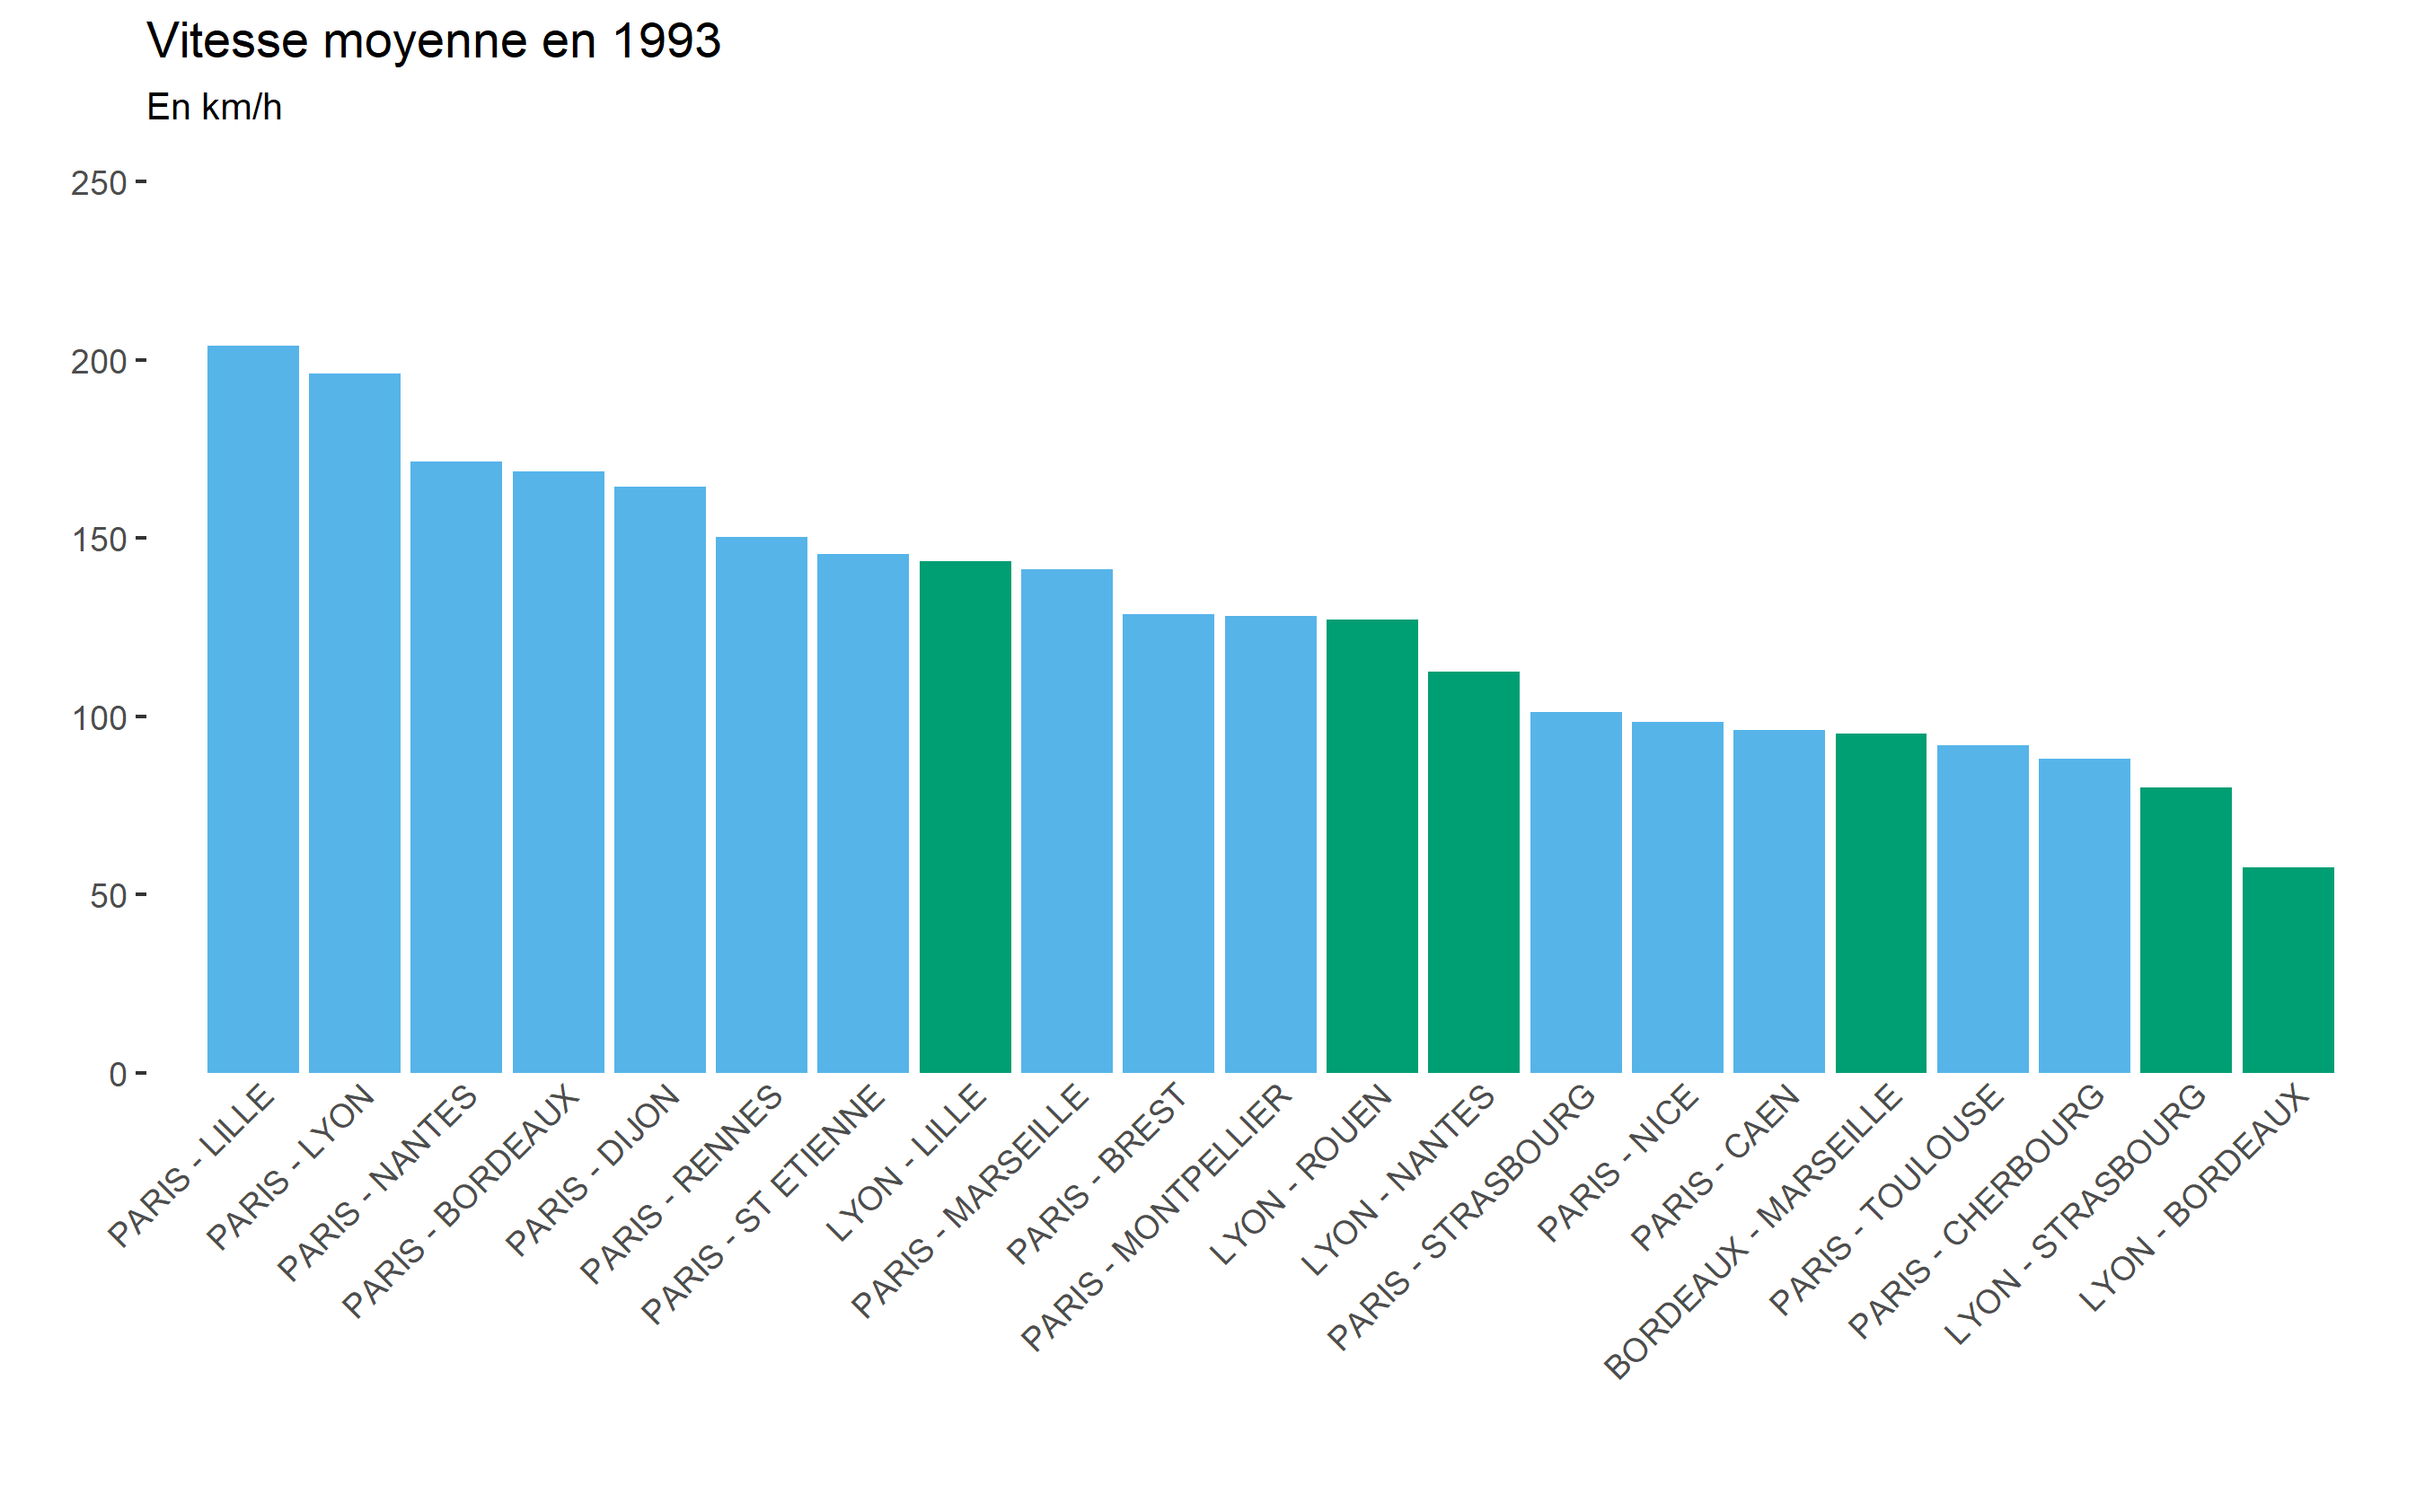 Vitesse moyenne en 1993
En km/h
250
200
150
100
50
0
PARIS - LILLE
PARIS - LYON
PARIS - NANTES
PARIS - BORDEAUX
PARIS - DIJON
PARIS - RENNES
PARIS - ST ETIENNE
LYON - LILLE
PARIS - MARSEILLE
PARIS - BREST
PARIS - MONTPELLIER
LYON - ROUEN
LYON - NANTES
PARIS - STRASBOURG
PARIS - NICE
PARIS - CAEN
BORDEAUX - MARSEILLE
PARIS - TOULOUSE
PARIS - CHERBOURG
LYON - STRASBOURG
LYON - BORDEAUX